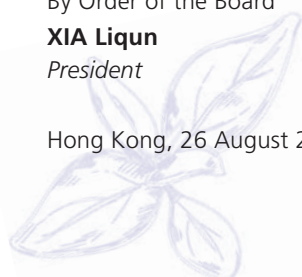 By Order of the Board
XIA Liqun
President
Hong Kong, 26 August 2